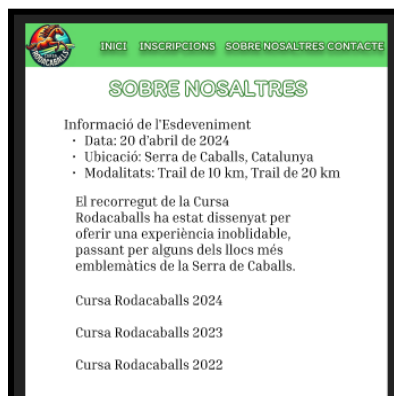 RODACABALLS
INICI INSCRIPCIONS SOBRE NOSALTRES CONTACTE
SOBRE NOSALTRES
Informació de l'Esdeveniment
· Data: 20 d'abril de 2024
· Ubicació: Serra de Caballs, Catalunya
· Modalitats: Trail de 10 km, Trail de 20 km
El recorregut de la Cursa
Rodacaballs ha estat dissenyat per
oferir una experiència inoblidable,
passant per alguns dels llocs més
emblemàtics de la Serra de Caballs.
Cursa Rodacaballs 2024
Cursa Rodacaballs 2023
Cursa Rodacaballs 2022